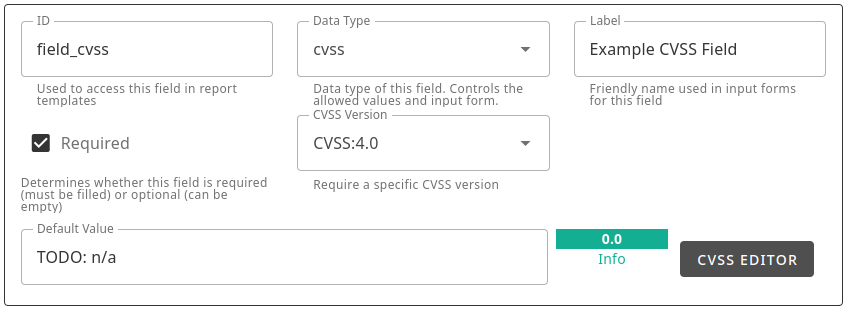 ID
field_cvss
Used to access this field in report
templates
Data Type
cvss
Data type of this field. Controls the
allowed values and input form.
Label
Example CVSS Field
Friendly name used in input forms
for this field
Required
Determines whether this field is required
(must be filled) or optional (can be
empty)
CVSS Version
CVSS:4.0
Require a specific CVSS version
Default Value
TODO: n/a
0.0
Info
CVSS EDITOR